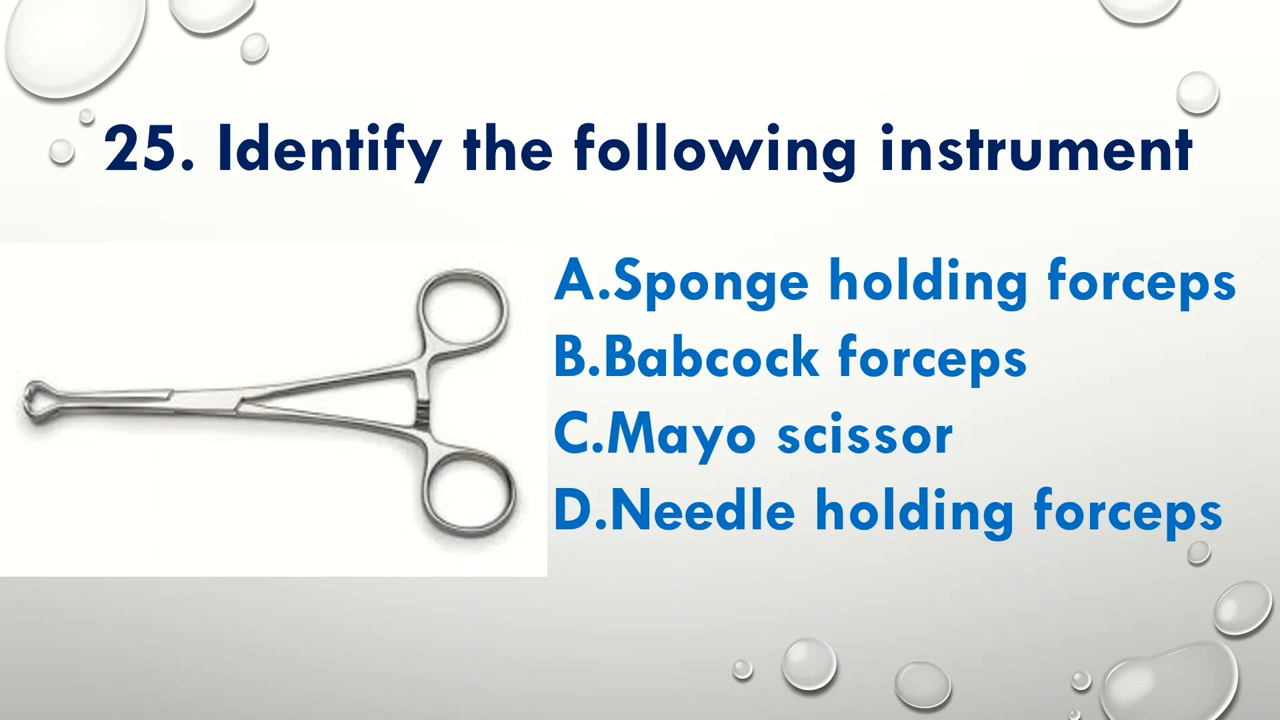 25. Identify the following instrument
A.Sponge holding forceps
B.Babcock forceps
C.Mayo scissor
D.Needle holding forceps